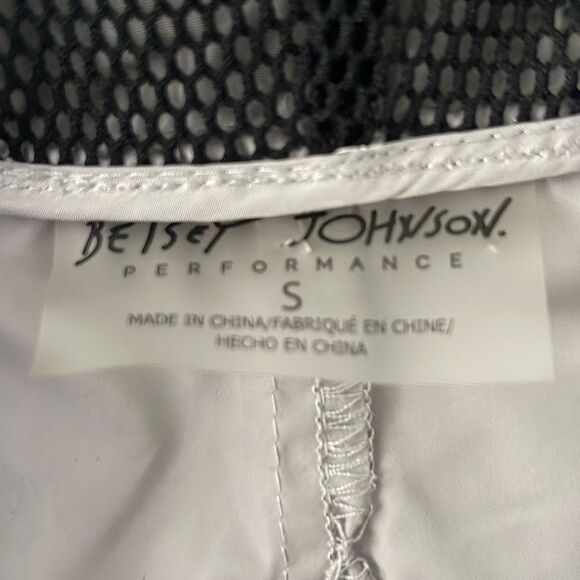 BETSEY JOHNSON.
PERFORMANCE
S
MADE IN CHINA/FABRIQUÉ EN CHINE/
HECHO EN CHINA